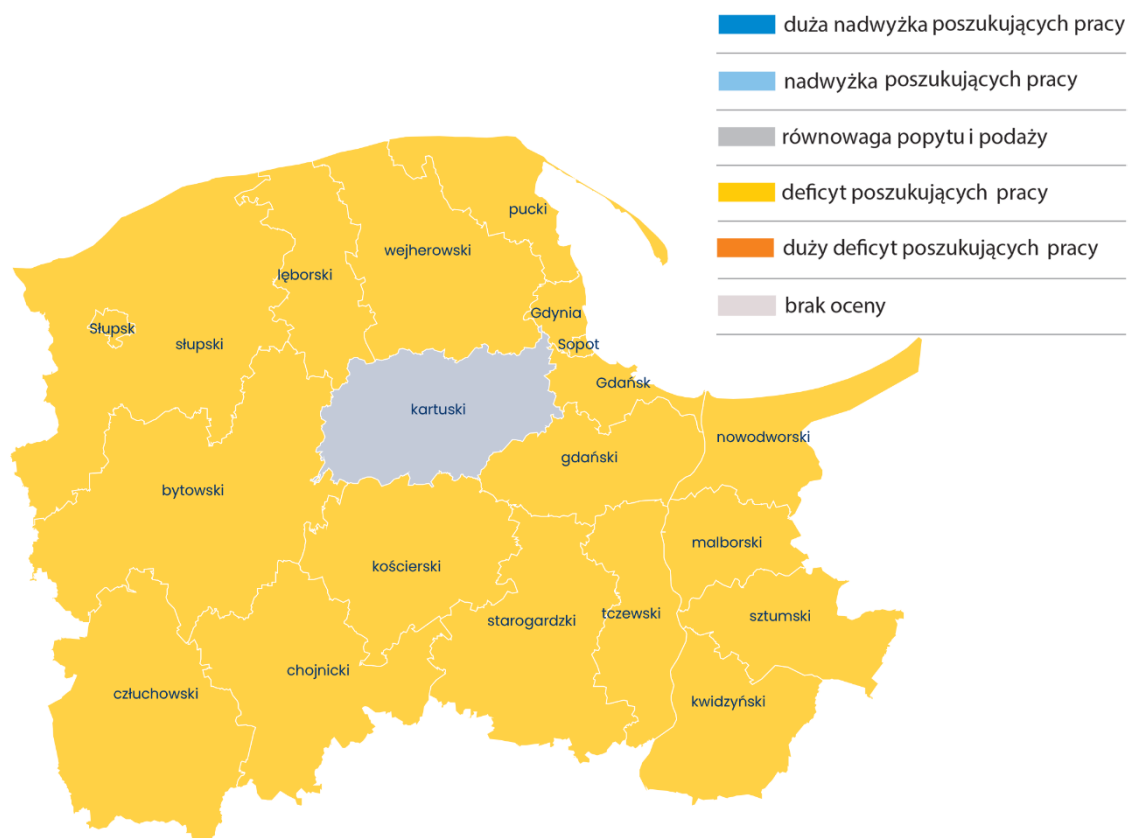 duża nadwyżka poszukujących pracy
nadwyżka poszukujących pracy
równowaga popytu i podaży
deficyt poszukujących pracy
duży deficyt poszukujących pracy
brak oceny
pucki
wejherowski
lęborski
Gdynia
Słupsk
słupski
Sopot
Gdańsk
kartuski
nowodworski
gdański
bytowski
malborski
kościerski
tczewski
sztumski
starogardzki
chojnicki
człuchowski
kwidzyński